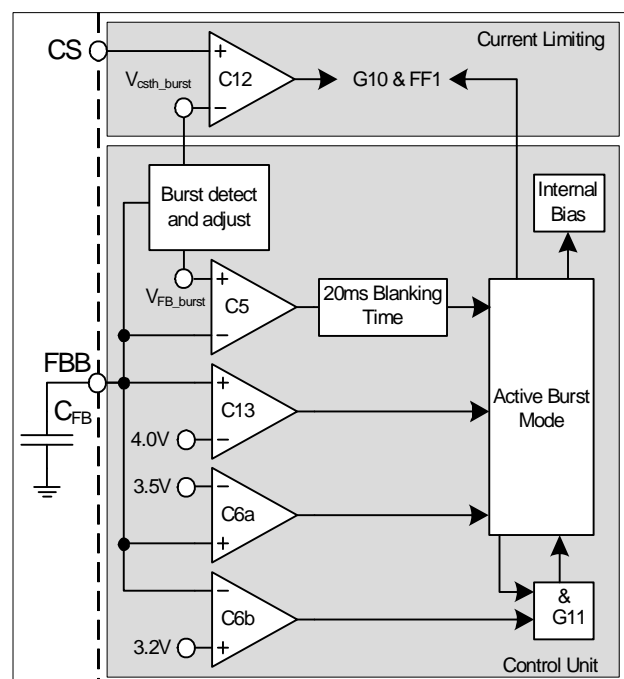 Current Limiting
CS
+
C12
−
V_csth_burst
G10 & FF1
Burst detect
and adjust
Internal
Bias
V_FB_burst
+
C5
−
20ms Blanking
Time
Active Burst
Mode
FBB
C_FB
+
C13
−
4.0V
3.5V
−
C6a
+
−
C6b
+
3.2V
&
G11
Control Unit